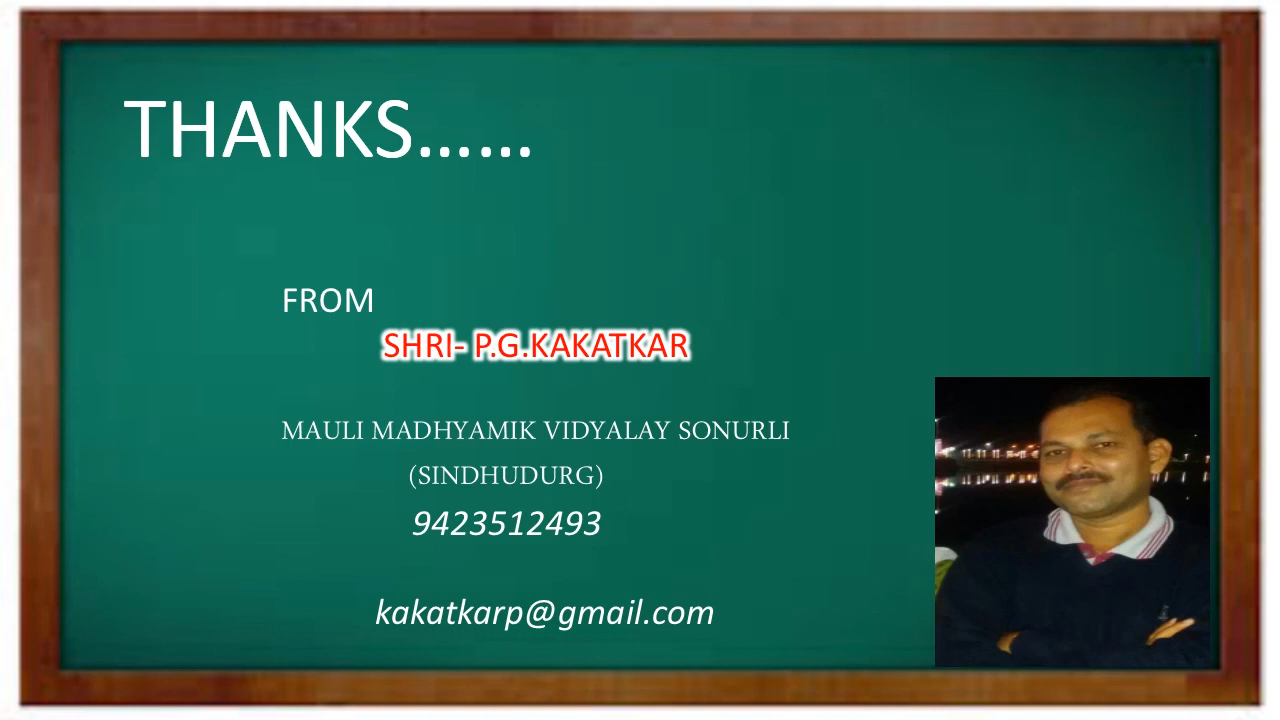 THANKS……
FROM
SHRI- P.G.KAKATKAR
MAULI MADHYAMIK VIDYALAY SONURLI
(SINDHUDURG)
9423512493
kakatkarp@gmail.com